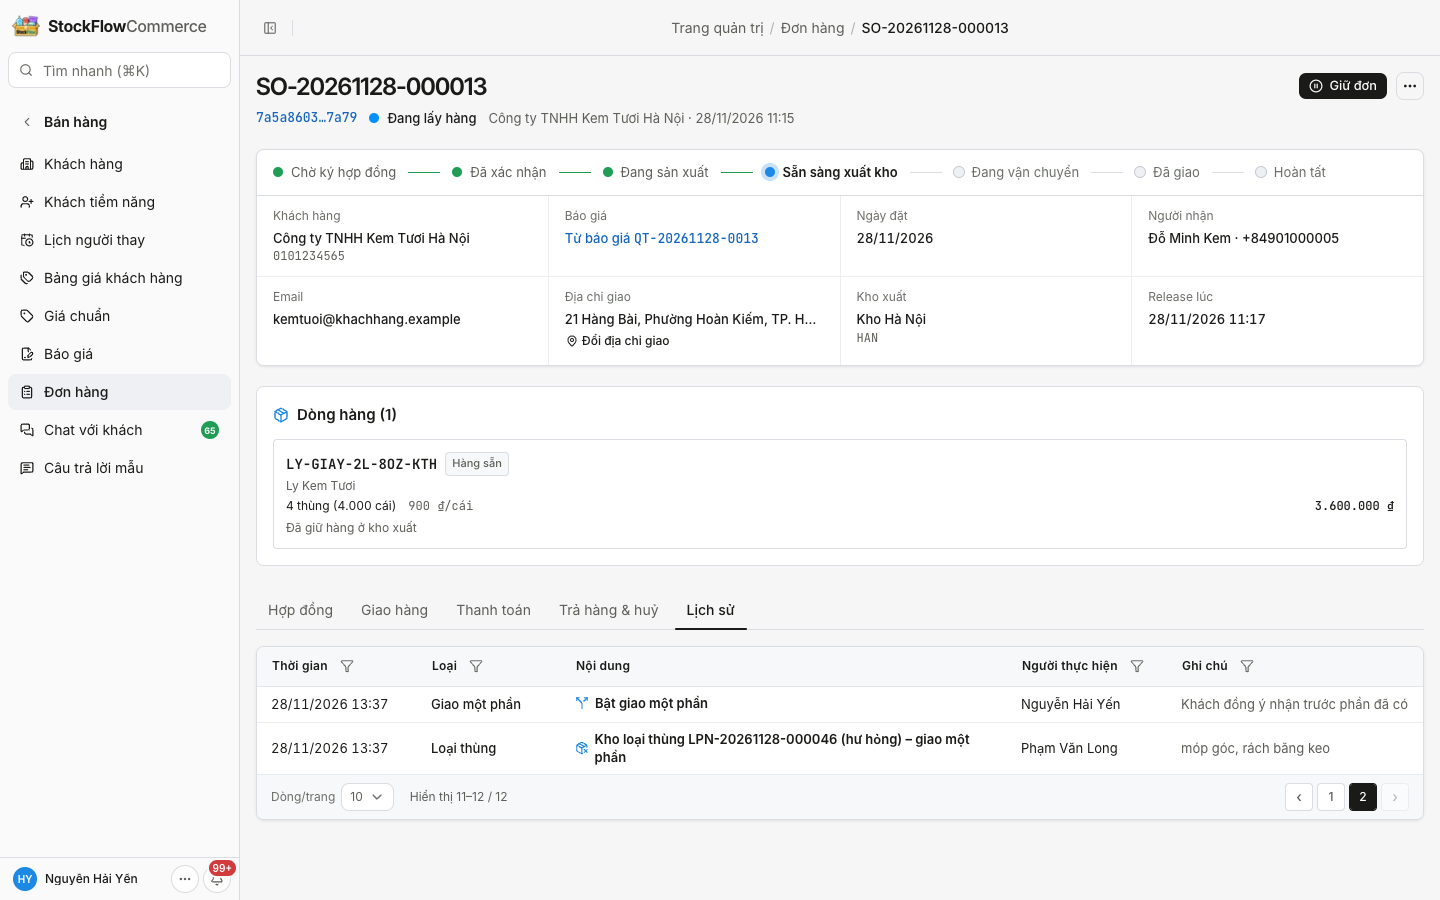 StockFlowCommerce
Tìm nhanh (⌘K)
Bán hàng
Khách hàng
Khách tiềm năng
Lịch người thay
Bảng giá khách hàng
Giá chuẩn
Báo giá
Đơn hàng
Chat với khách
65
Câu trả lời mẫu
HY
Nguyễn Hải Yến
99+
Trang quản trị / Đơn hàng / SO-20261128-000013
SO-20261128-000013
Giữ đơn
7a5a8603…7a79
Đang lấy hàng
Công ty TNHH Kem Tươi Hà Nội · 28/11/2026 11:15
Chờ ký hợp đồng
Đã xác nhận
Đang sản xuất
Sẵn sàng xuất kho
Đang vận chuyển
Đã giao
Hoàn tất
Khách hàng
Công ty TNHH Kem Tươi Hà Nội
0101234565
Báo giá
Từ báo giá QT-20261128-0013
Ngày đặt
28/11/2026
Người nhận
Đỗ Minh Kem · +84901000005
Email
kemtuoi@khachhang.example
Địa chỉ giao
21 Hàng Bài, Phường Hoàn Kiếm, TP. H...
Đổi địa chỉ giao
Kho xuất
Kho Hà Nội
HAN
Release lúc
28/11/2026 11:17
Dòng hàng (1)
LY-GIAY-2L-8OZ-KTH
Hàng sẵn
Ly Kem Tươi
4 thùng (4.000 cái)
900 ₫/cái
3.600.000 ₫
Đã giữ hàng ở kho xuất
Hợp đồng
Giao hàng
Thanh toán
Trả hàng & huỷ
Lịch sử
Thời gian
Loại
Nội dung
Người thực hiện
Ghi chú
28/11/2026 13:37
Giao một phần
Bật giao một phần
Nguyễn Hải Yến
Khách đồng ý nhận trước phần đã có
28/11/2026 13:37
Loại thùng
Kho loại thùng LPN-20261128-000046 (hư hỏng) – giao một
phần
Phạm Văn Long
móp góc, rách băng keo
Dòng/trang
10
Hiển thị 11–12 / 12
‹
1
2
›